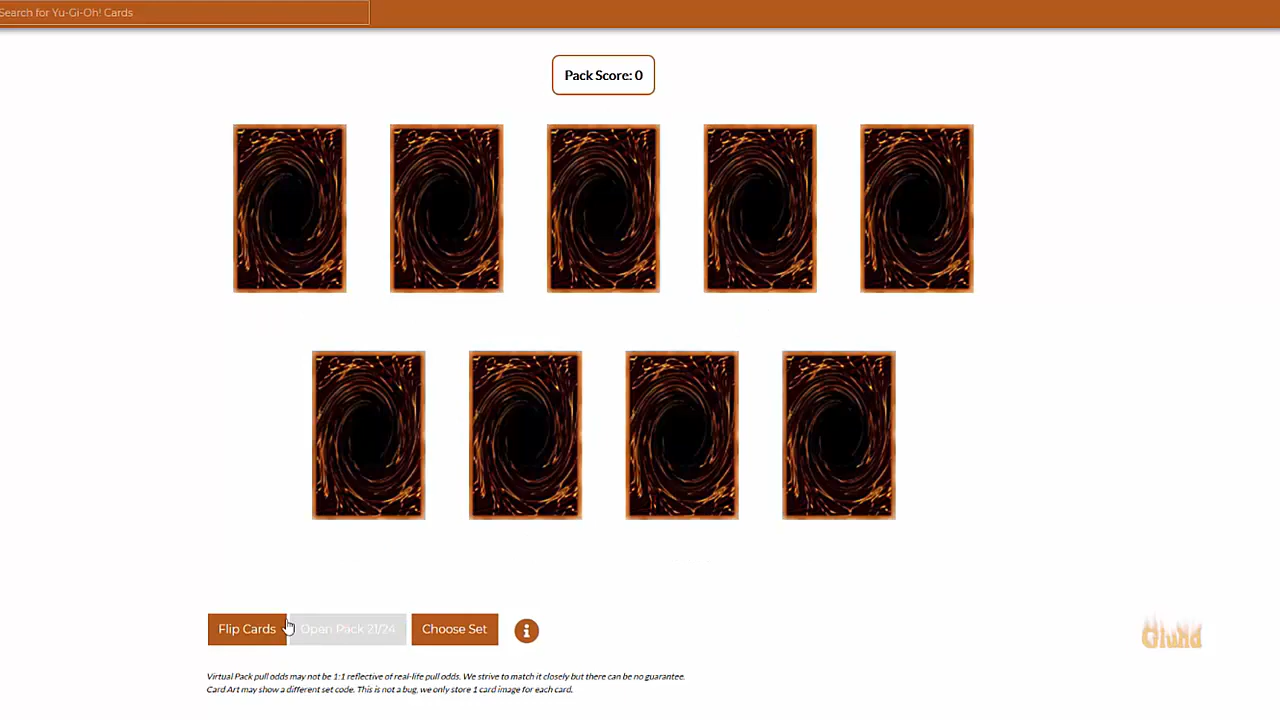 Search for Yu-Gi-Oh! Cards
Pack Score: 0
Flip Cards
Open Pack 21/24
Choose Set
Virtual Pack pull odds may not be 1:1 reflective of real-life pull odds. We strive to match it closely but there can be no guarantee.
Card Art may show a different set code. This is not a bug, we only store 1 card image for each card.